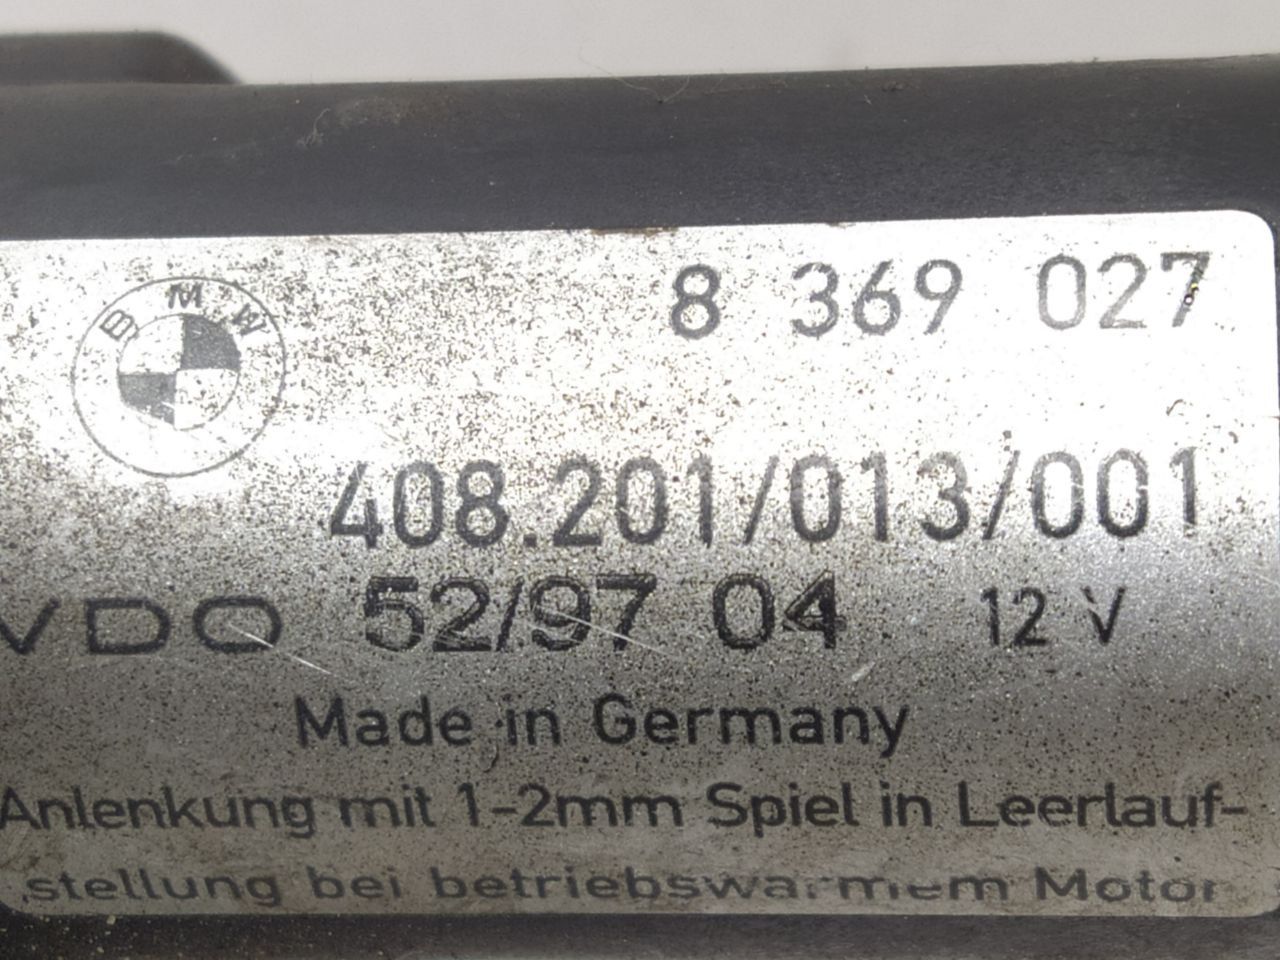 BMW
8 369 027
408.201/013/001
VDO 52/97 04 12 V
Made in Germany
Anlenkung mit 1-2mm Spiel in Leerlauf-
stellung bei betriebswarmem Motor